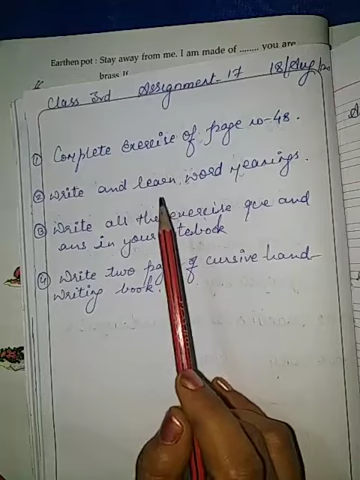 Earthen pot : Stay away from me. I am made of ........ you are
brass. If
Class 3rd Assignment-17 18/Aug/20
① Complete exercise of page no-48.
② Write and learn word meanings.
③ Write all the exercise que and
ans in your notebook
④ Write two page of cursive hand
writing book.